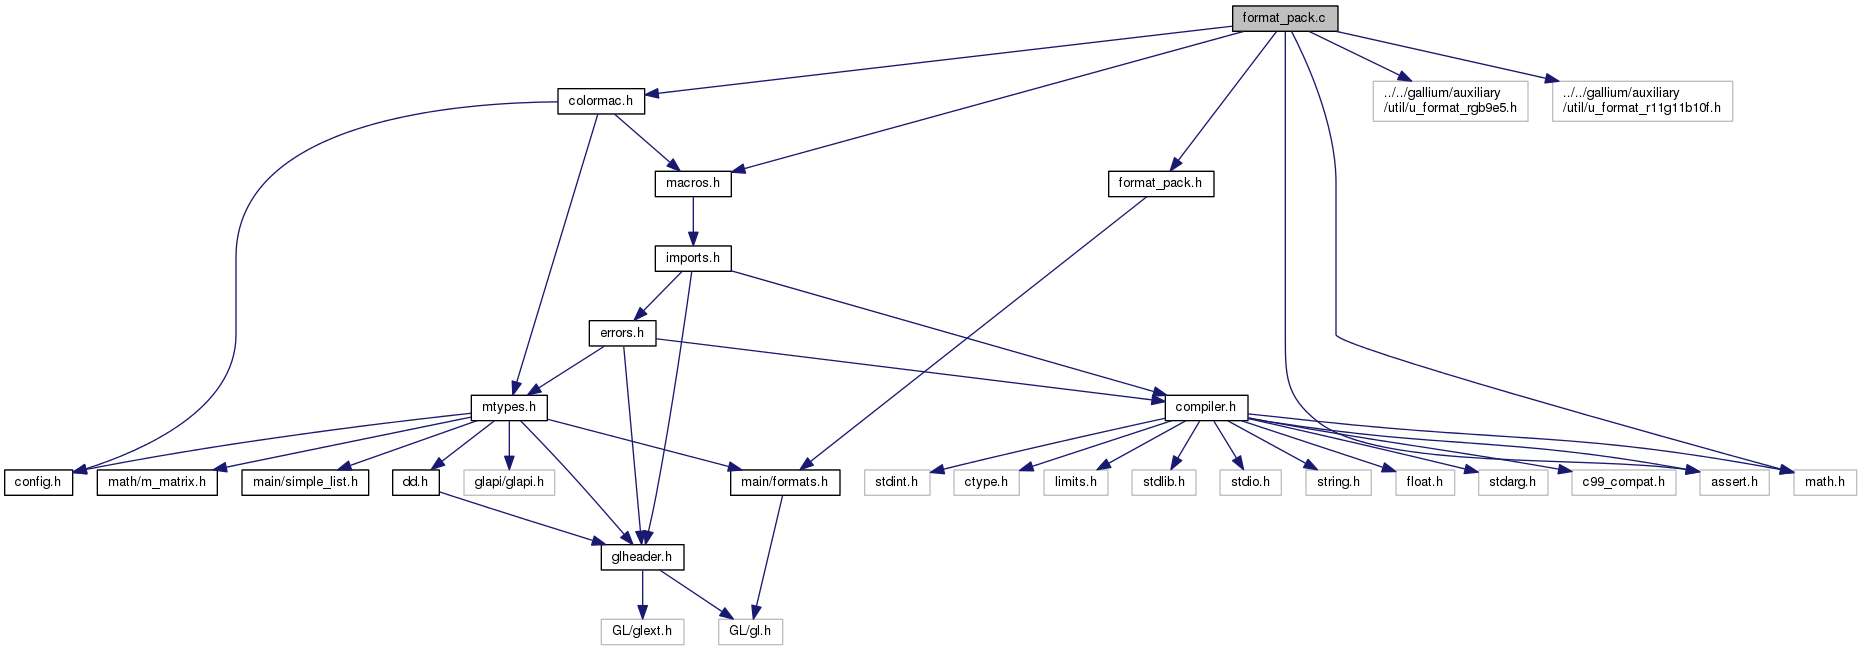 format_pack.c
../../gallium/auxiliary
/util/u_format_rgb9e5.h
../../gallium/auxiliary
/util/u_format_r11g11b10f.h
colormac.h
macros.h
format_pack.h
imports.h
errors.h
mtypes.h
compiler.h
config.h
math/m_matrix.h
main/simple_list.h
dd.h
glapi/glapi.h
main/formats.h
stdint.h
ctype.h
limits.h
stdlib.h
stdio.h
string.h
float.h
stdarg.h
c99_compat.h
assert.h
math.h
glheader.h
GL/glext.h
GL/gl.h